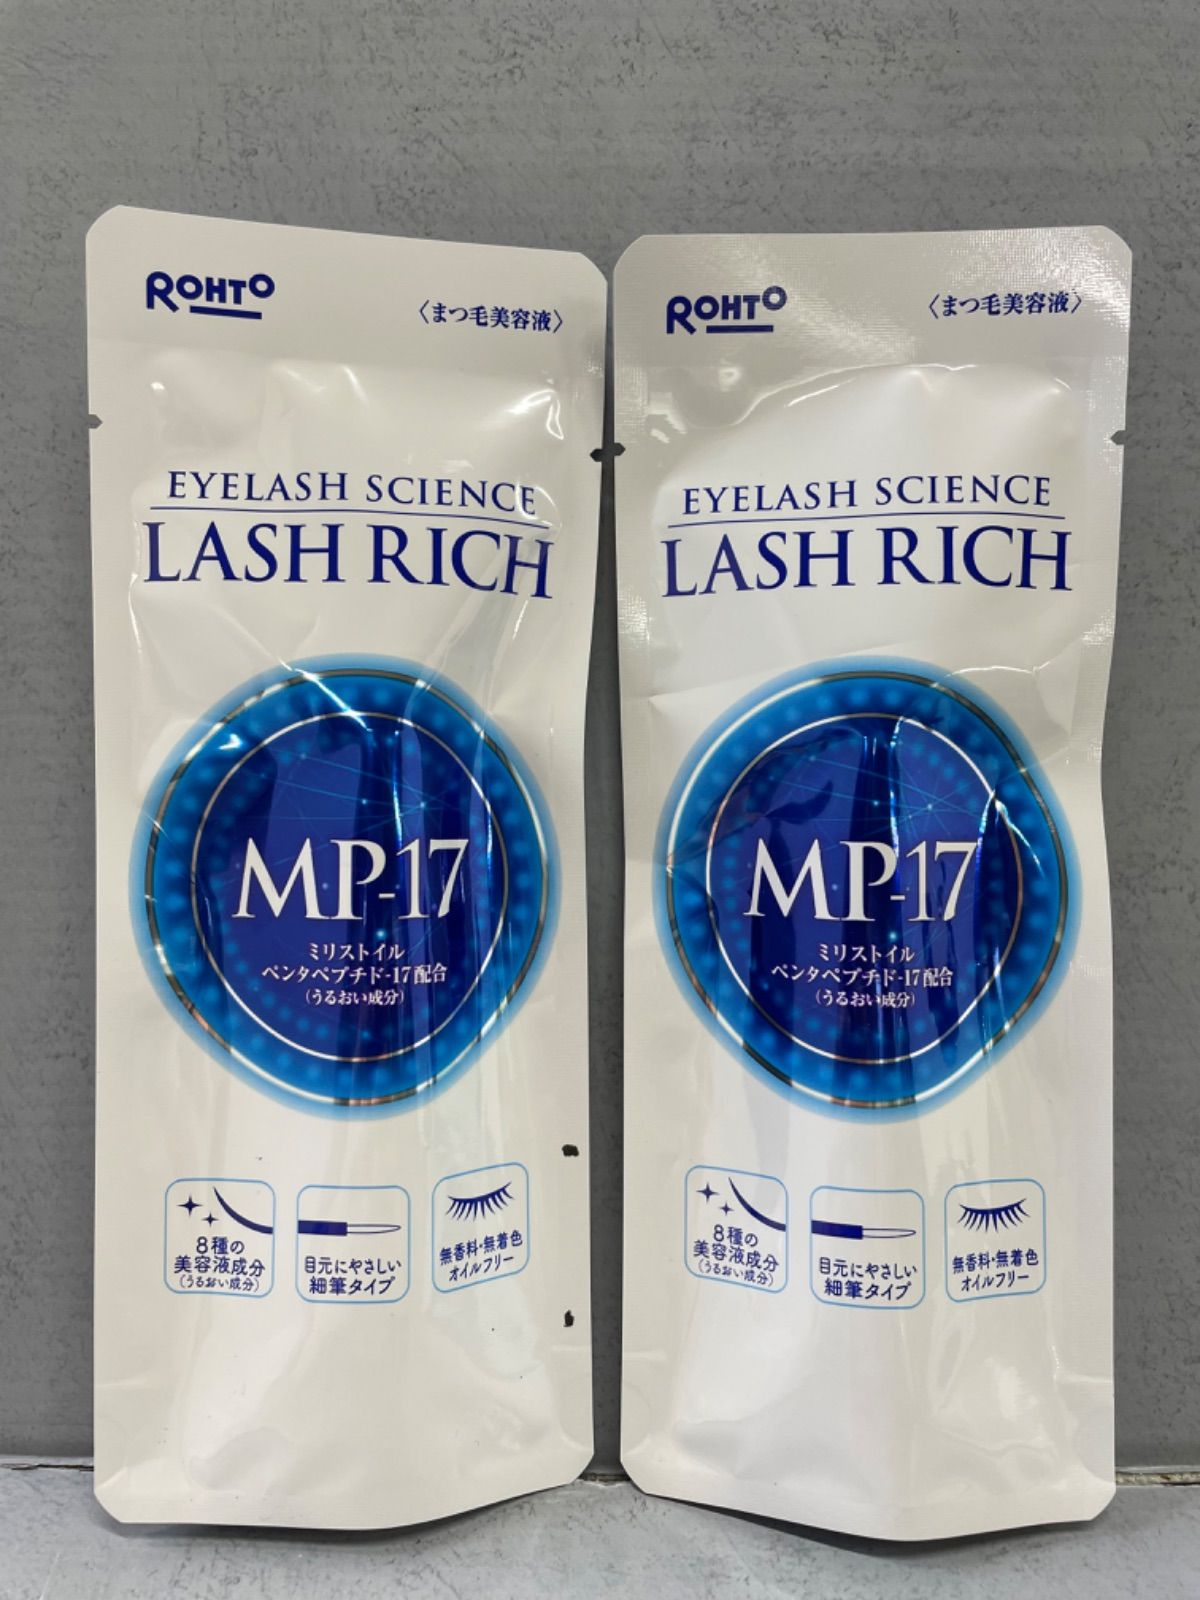 ROHTO
〈まつ毛美容液〉
EYELASH SCIENCE
LASH RICH
MP-17
ミリストイル
ペンタペプチド-17配合
(うるおい成分)
8種の
美容液成分
(うるおい成分)
目元にやさしい
細筆タイプ
無香料・無着色
オイルフリー
ROHTO
〈まつ毛美容液〉
EYELASH SCIENCE
LASH RICH
MP-17
ミリストイル
ペンタペプチド-17配合
(うるおい成分)
8種の
美容液成分
(うるおい成分)
目元にやさしい
細筆タイプ
無香料・無着色
オイルフリー